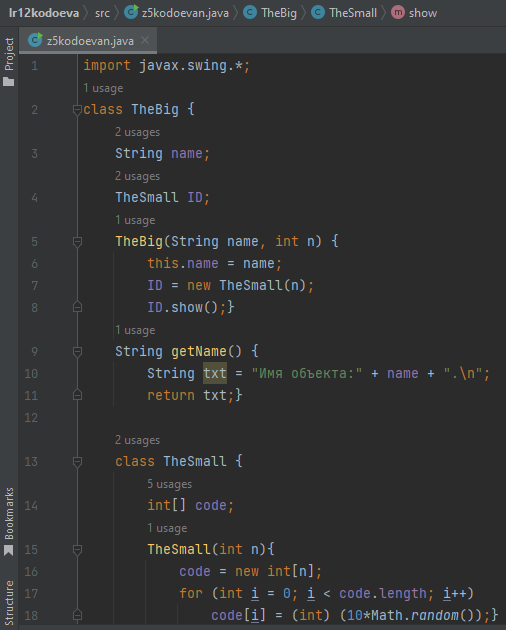 lr12kodoeva > src > z5kodoevan.java > TheBig > TheSmall > show
Project
z5kodoevan.java
1 import javax.swing.*;
1 usage
2 class TheBig {
2 usages
3 String name;
2 usages
4 TheSmall ID;
1 usage
5 TheBig(String name, int n) {
6 this.name = name;
7 ID = new TheSmall(n);
8 ID.show();}
1 usage
9 String getName() {
10 String txt = "Имя объекта:" + name + ".\n";
11 return txt;}
12
2 usages
13 class TheSmall {
5 usages
14 int[] code;
1 usage
15 TheSmall(int n){
16 code = new int[n];
17 for (int i = 0; i < code.length; i++)
18 code[i] = (int) (10*Math.random());}
Bookmarks
Structure